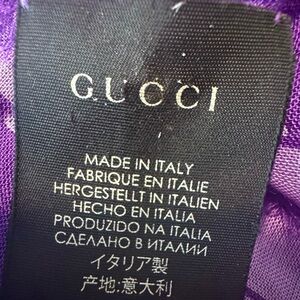 GUCCI
MADE IN ITALY
FABRIQUE EN ITALIE
HERGESTELLT IN ITALIEN
HECHO EN ITALIA
PRODUZIDO NA ITALIA
СДЕЛАНО В ИТАЛИИ
イタリア製
产地:意大利